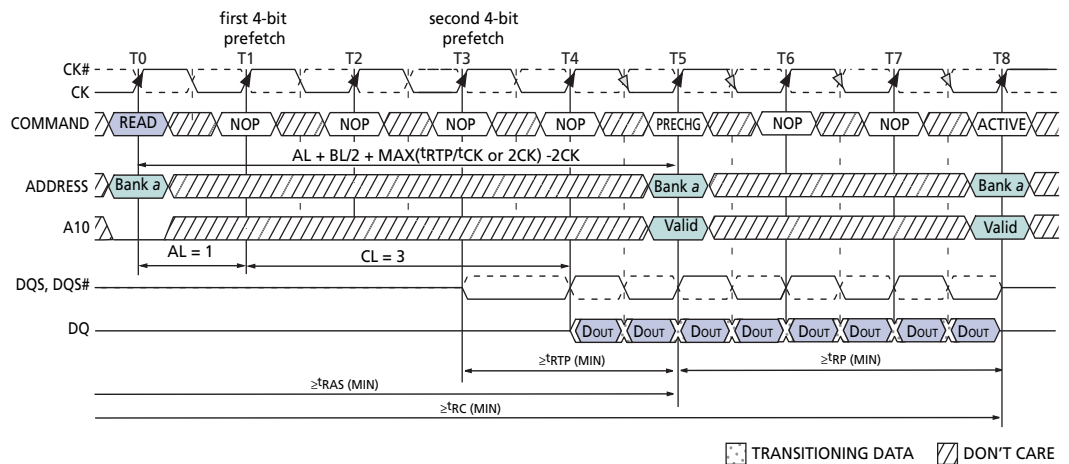 first 4-bit
prefetch
second 4-bit
prefetch
T0 T1 T2 T3 T4 T5 T6 T7 T8
CK#
CK
COMMAND READ NOP NOP NOP NOP PRECHG NOP NOP ACTIVE
AL + BL/2 + MAX(tRTP/tCK or 2CK) -2CK
ADDRESS Bank a Bank a Bank a
A10 Valid Valid
AL = 1 CL = 3
DQS, DQS#
DQ DOUT DOUT DOUT DOUT DOUT DOUT DOUT DOUT
≥tRTP (MIN) ≥tRP (MIN)
≥tRAS (MIN)
≥tRC (MIN)
TRANSITIONING DATA DON'T CARE